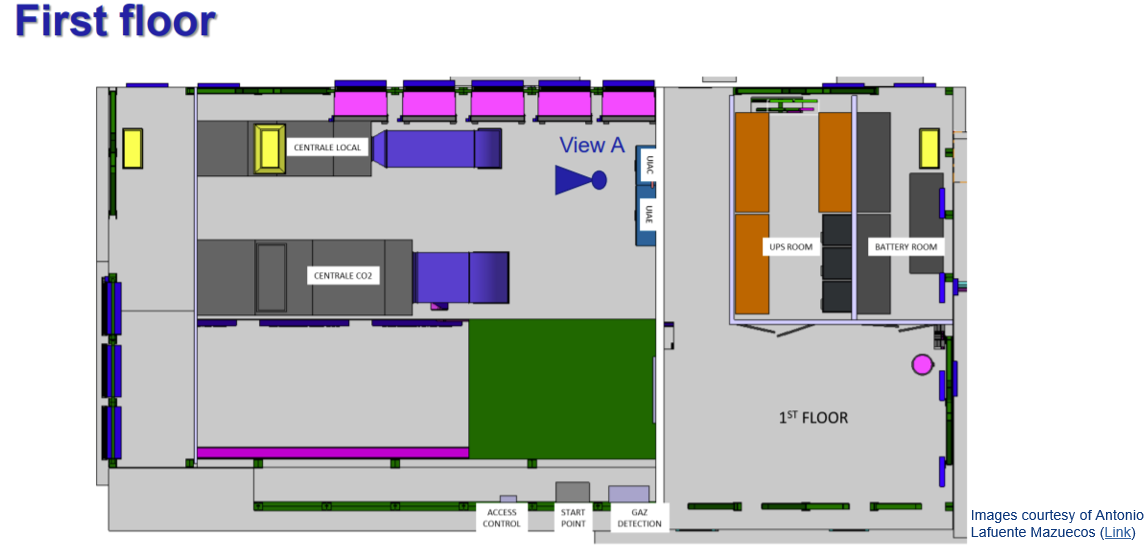 First floor
CENTRALE LOCAL
View A
UIAC
UIAE
UPS ROOM
BATTERY ROOM
CENTRALE CO2
1ST FLOOR
ACCESS
CONTROL
START
POINT
GAZ
DETECTION
Images courtesy of Antonio
Lafuente Mazuecos (Link)